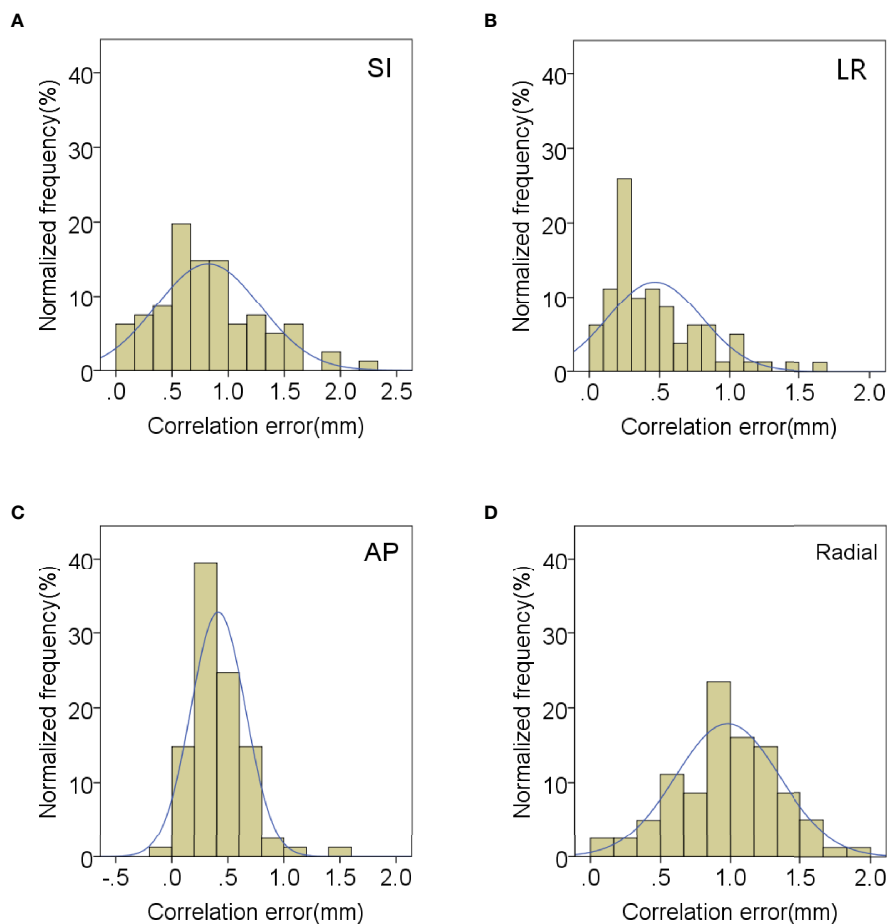 A
SI
Normalized frequency(%)
40
30
20
10
0
.0 .5 1.0 1.5 2.0 2.5
Correlation error(mm)
B
LR
Normalized frequency(%)
40
30
20
10
0
.0 .5 1.0 1.5 2.0
Correlation error(mm)
C
AP
Normalized frequency(%)
40
30
20
10
0
-.5 .0 .5 1.0 1.5 2.0
Correlation error(mm)
D
Radial
Normalized frequency(%)
40
30
20
10
0
.0 .5 1.0 1.5 2.0
Correlation error(mm)